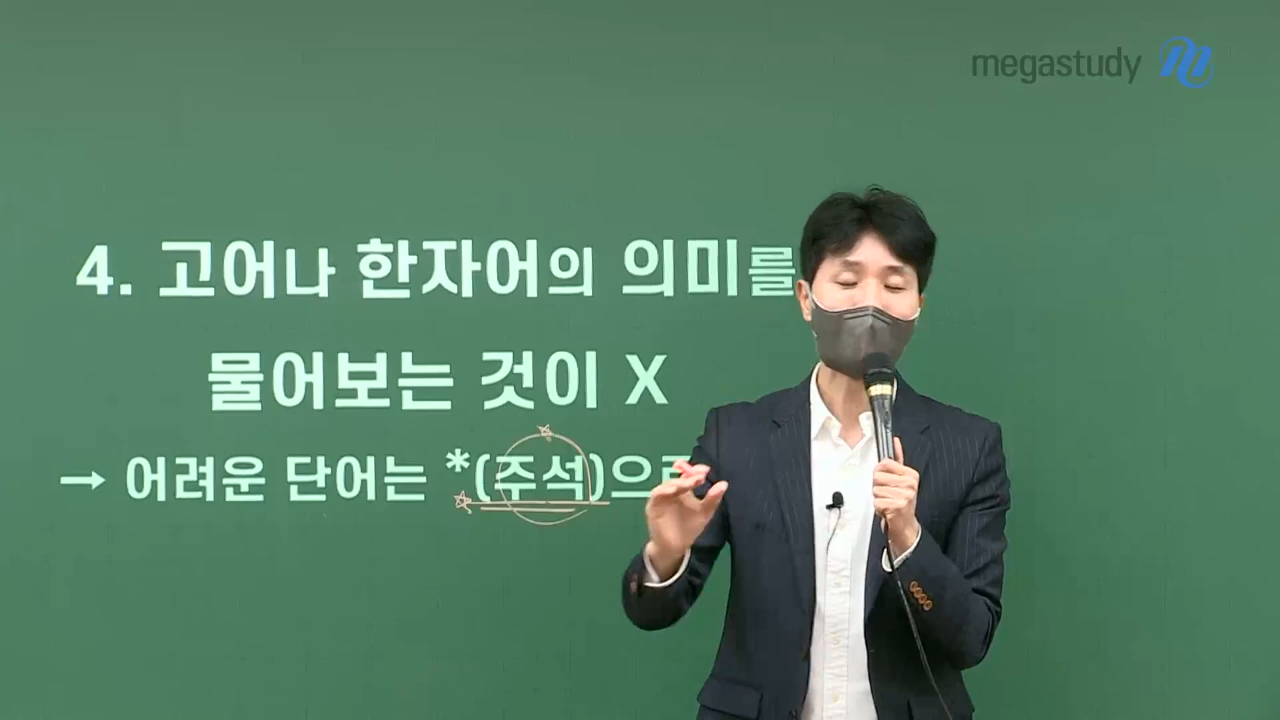 megastudy
4. 고어나 한자어의 의미를
물어보는 것이 X
→ 어려운 단어는 *(주석)으로